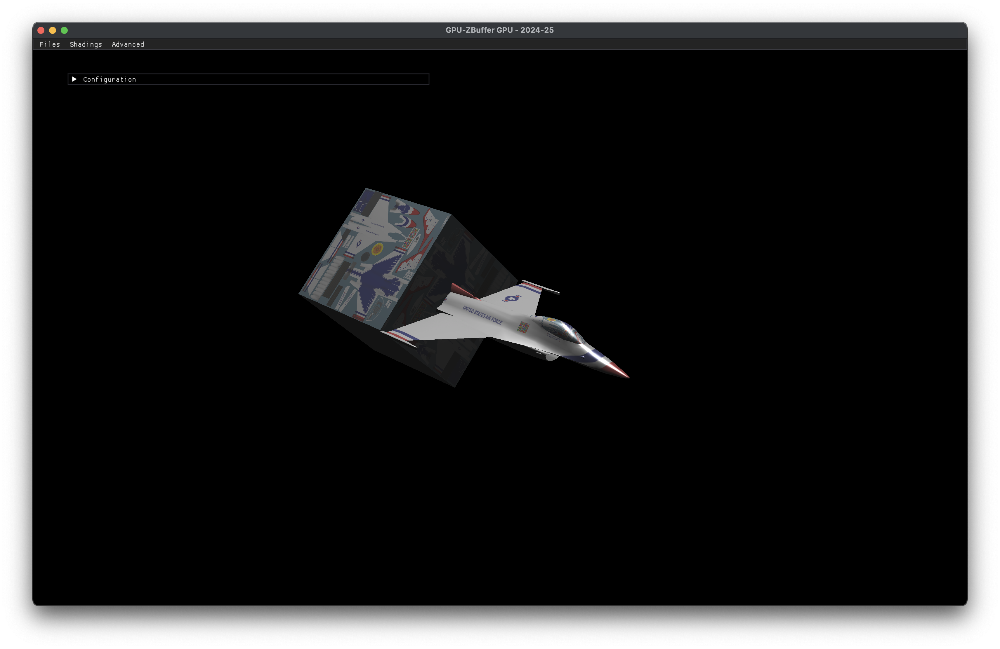 GPU-ZBuffer GPU - 2024-25
Files Shadings Advanced
Configuration
UNITED STATES AIR FORCE